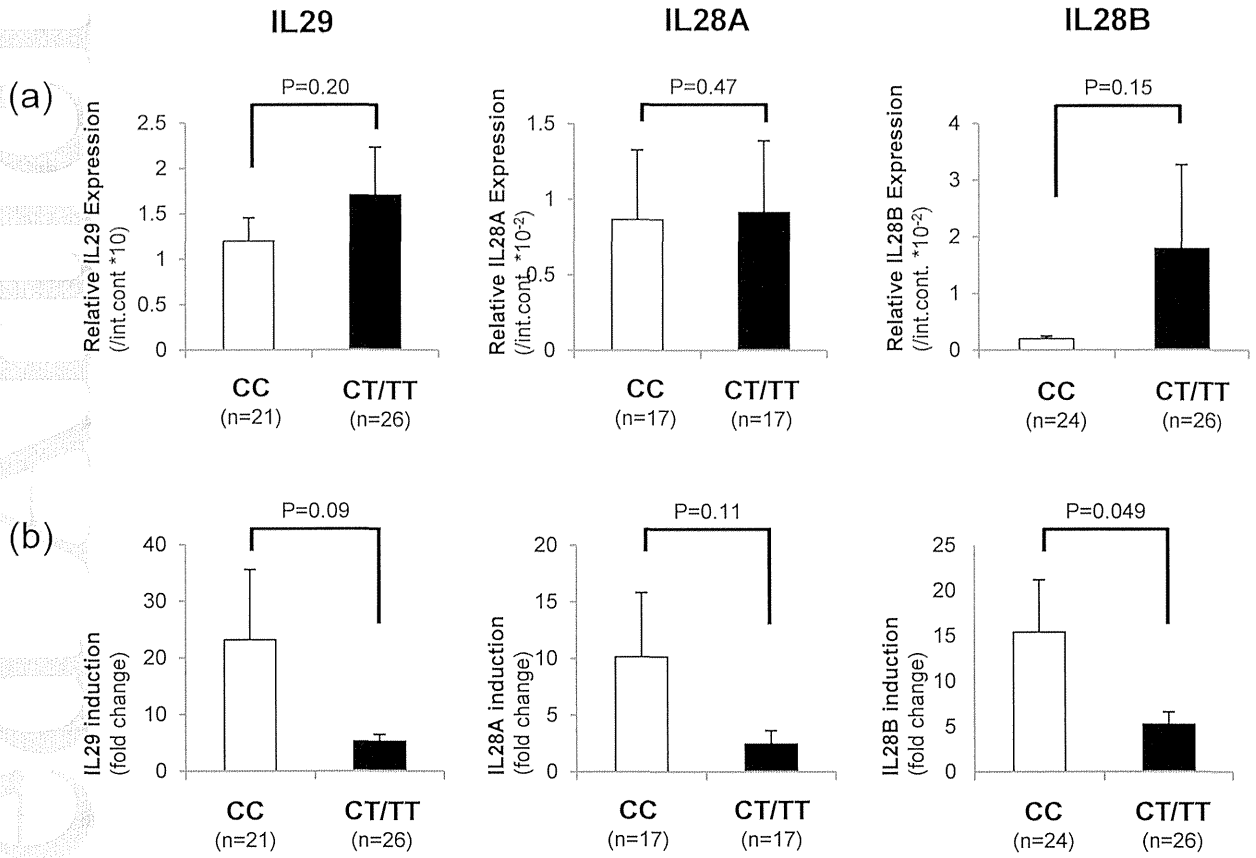 IL29 IL28A IL28B
(a)
P=0.20 P=0.47 P=0.15
Relative IL29 Expression
(/int.cont *10)
2.5
2
1.5
1
0.5
0
CC CT/TT
(n=21) (n=26)
Relative IL28A Expression
(/int.cont. *10-2)
1.5
1
0.5
0
CC CT/TT
(n=17) (n=17)
Relative IL28B Expression
(/int.cont. *10-2)
4
3
2
1
0
CC CT/TT
(n=24) (n=26)
(b)
P=0.09 P=0.11 P=0.049
IL29 induction
(fold change)
40
30
20
10
0
CC CT/TT
(n=21) (n=26)
IL28A induction
(fold change)
20
15
10
5
0
CC CT/TT
(n=17) (n=17)
IL28B induction
(fold change)
25
20
15
10
5
0
CC CT/TT
(n=24) (n=26)